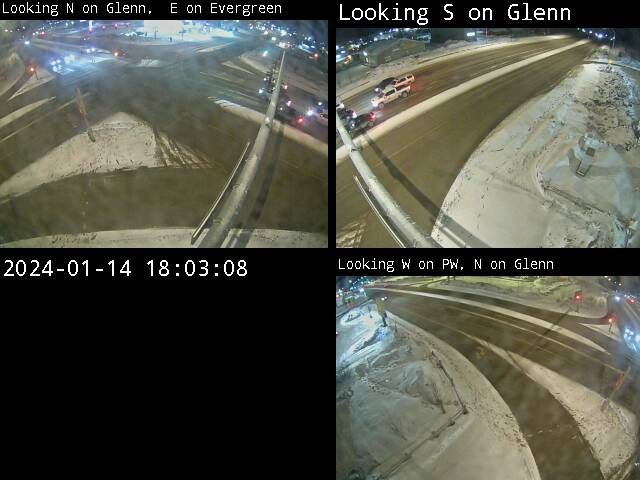 Looking N on Glenn,  E on Evergreen
Looking S on Glenn
2024-01-14 18:03:08
Looking W on PW, N on Glenn